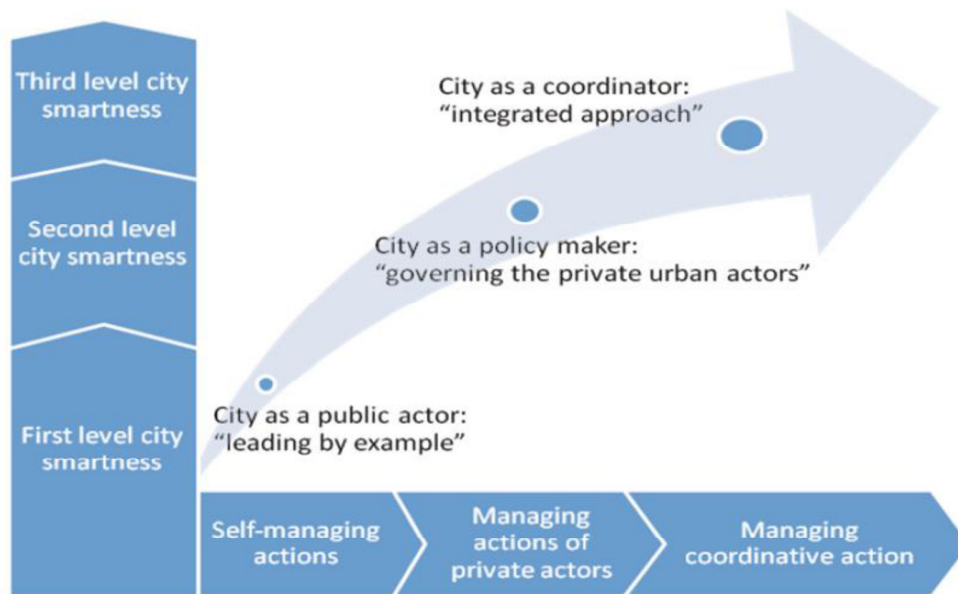 Third level city
smartness
Second level
city smartness
First level city
smartness
City as a coordinator:
“integrated approach”
City as a policy maker:
“governing the private urban actors”
City as a public actor:
“leading by example”
Self-managing
actions
Managing
actions of
private actors
Managing
coordinative action